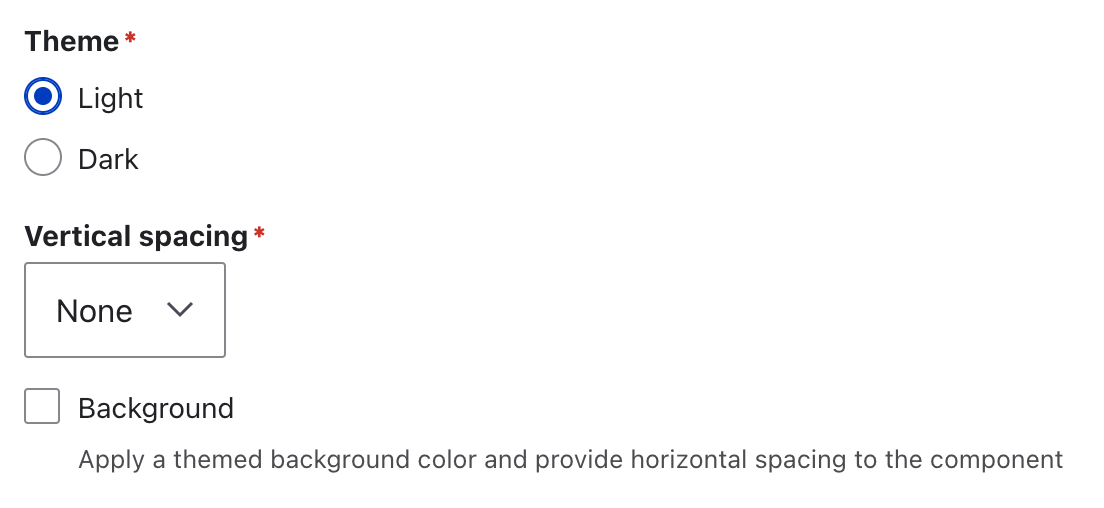 Theme *
Light
Dark
Vertical spacing *
None
Background
Apply a themed background color and provide horizontal spacing to the component